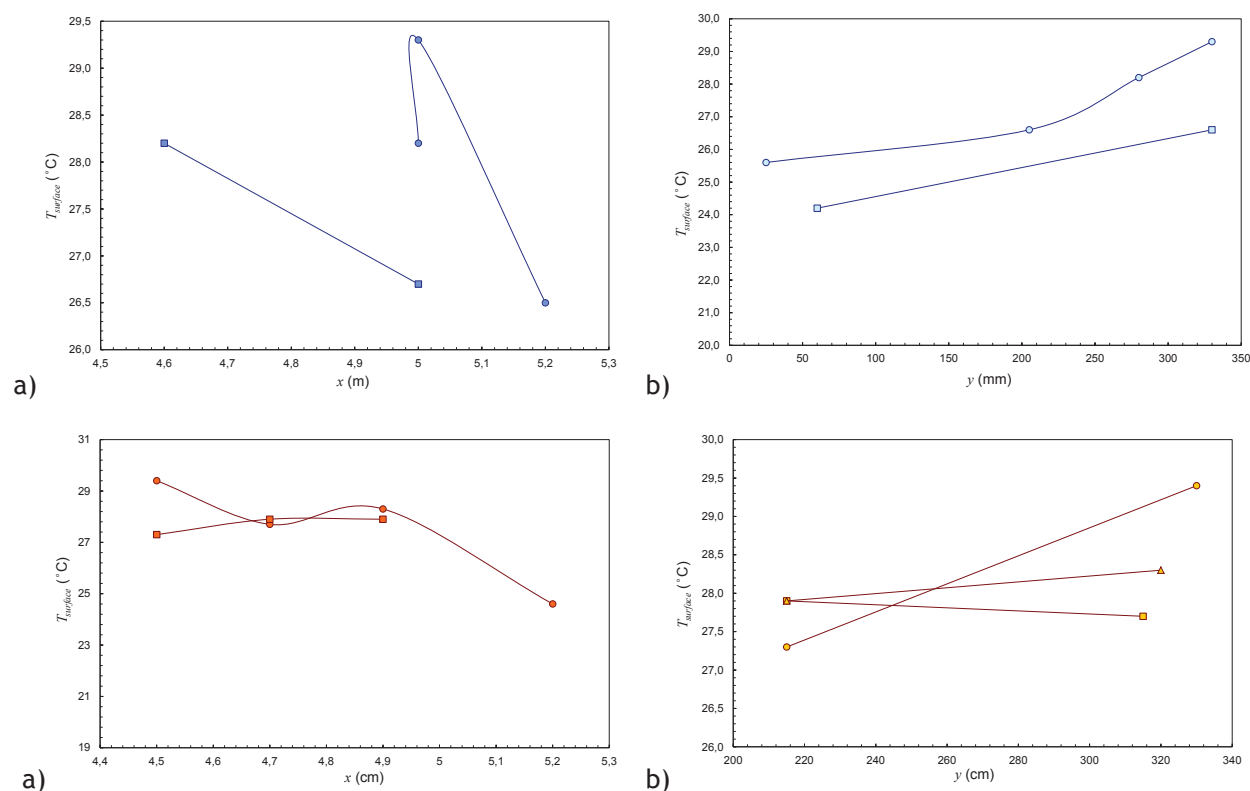 29,5
29,0
28,5
28,0
27,5
27,0
26,5
26,0
T surface (°C)
4,5 4,6 4,7 4,8 4,9 5 5,1 5,2 5,3
x (m)
a)
30,0
29,0
28,0
27,0
26,0
25,0
24,0
23,0
22,0
21,0
20,0
T surface (°C)
0 50 100 150 200 250 300 350
y (mm)
b)
31
29
27
25
23
21
19
T surface (°C)
4,4 4,5 4,6 4,7 4,8 4,9 5 5,1 5,2 5,3
x (cm)
a)
30,0
29,5
29,0
28,5
28,0
27,5
27,0
26,5
26,0
T surface (°C)
200 220 240 260 280 300 320 340
y (cm)
b)